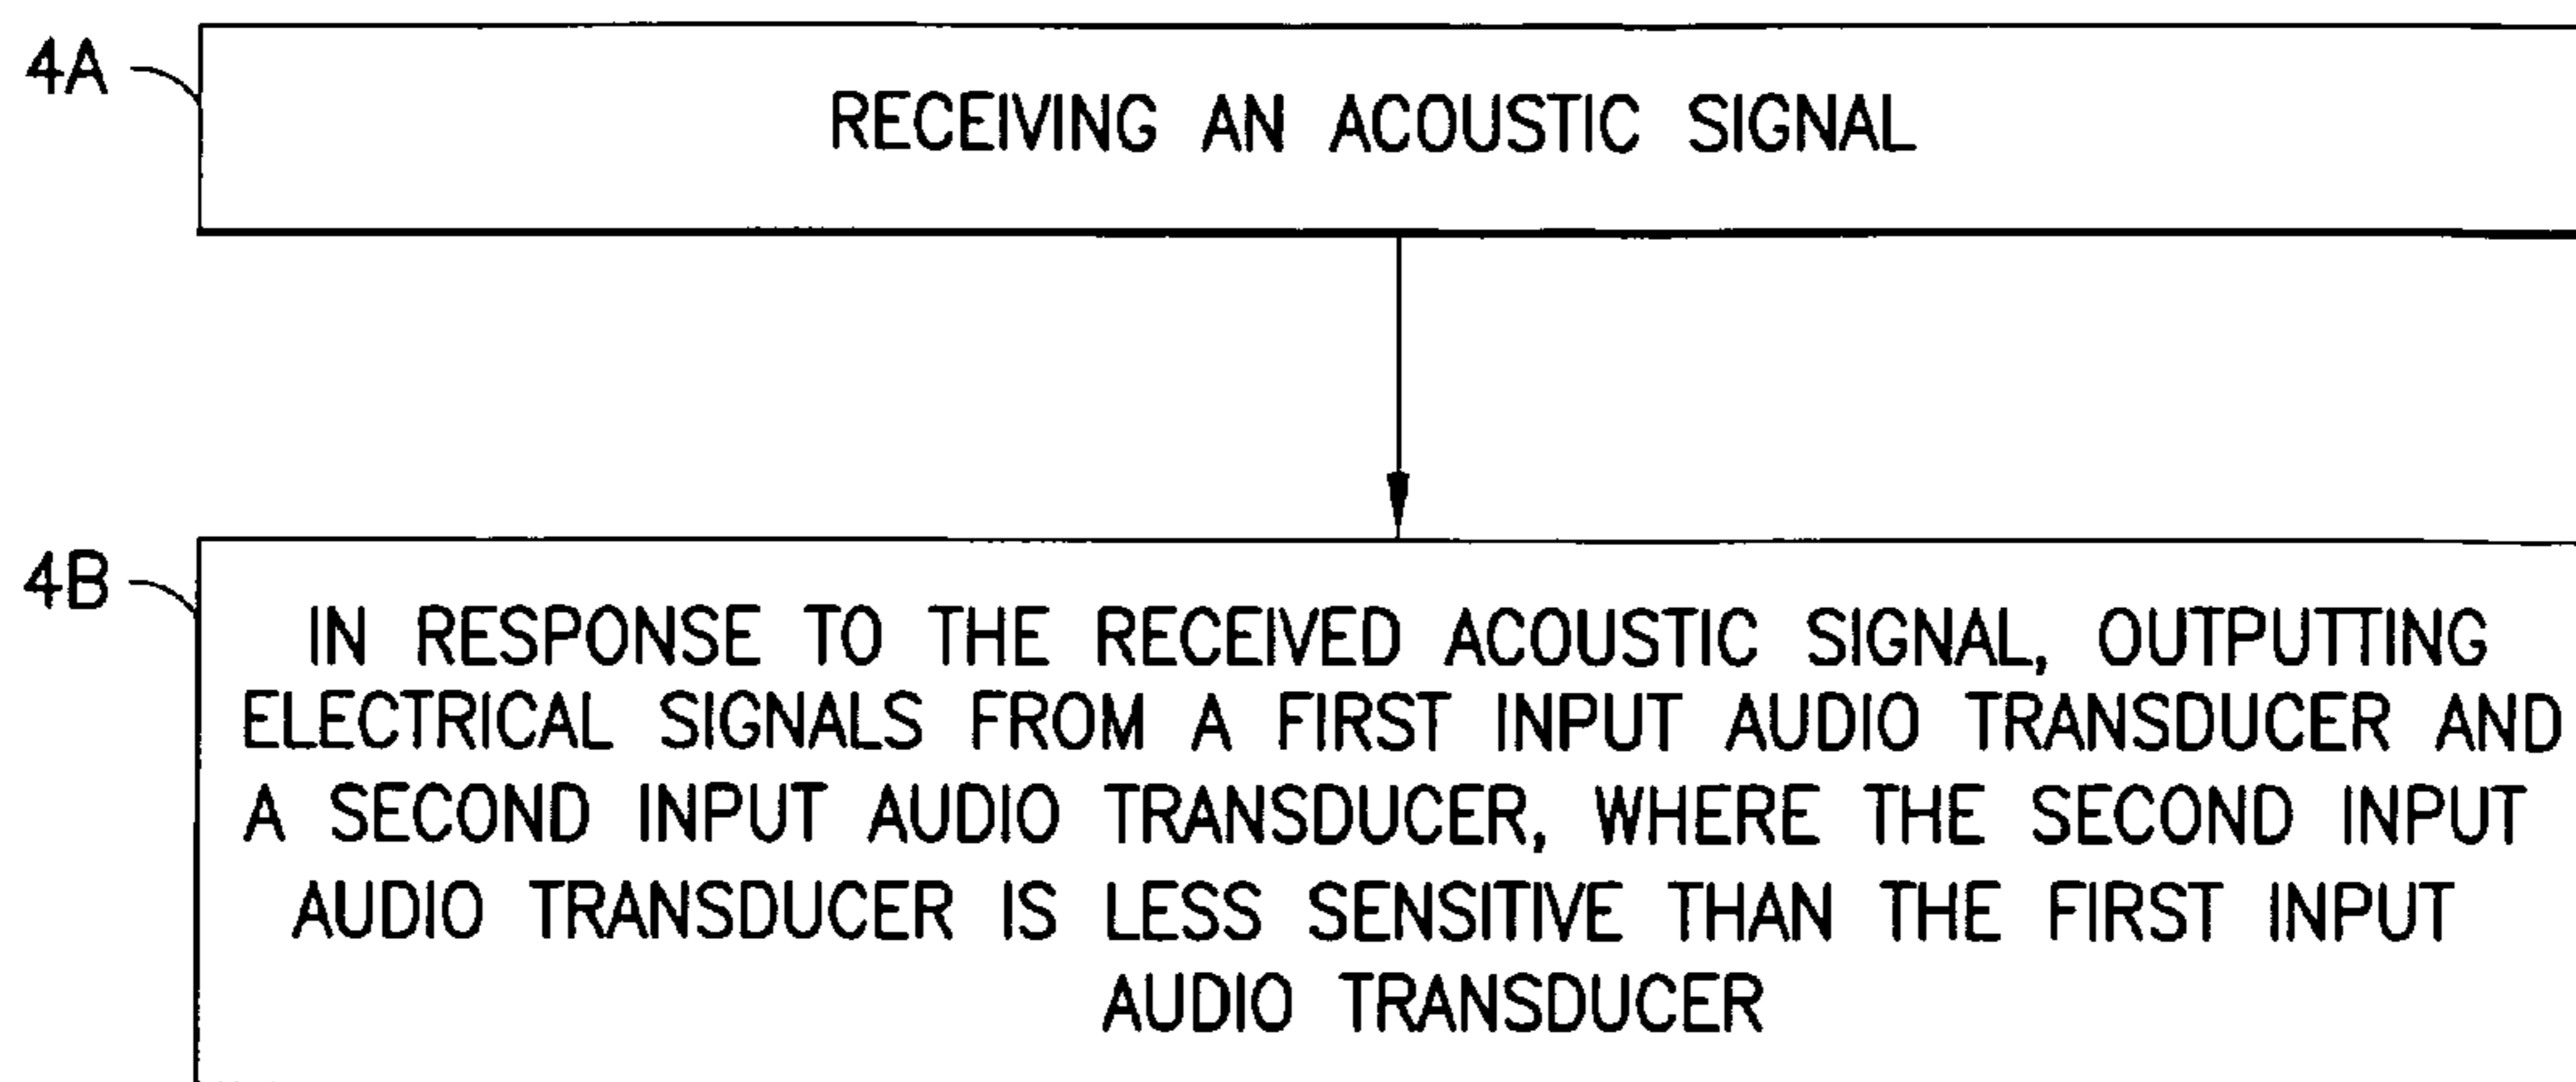 4A
RECEIVING AN ACOUSTIC SIGNAL
4B
IN RESPONSE TO THE RECEIVED ACOUSTIC SIGNAL, OUTPUTTING
ELECTRICAL SIGNALS FROM A FIRST INPUT AUDIO TRANSDUCER AND
A SECOND INPUT AUDIO TRANSDUCER, WHERE THE SECOND INPUT
AUDIO TRANSDUCER IS LESS SENSITIVE THAN THE FIRST INPUT
AUDIO TRANSDUCER